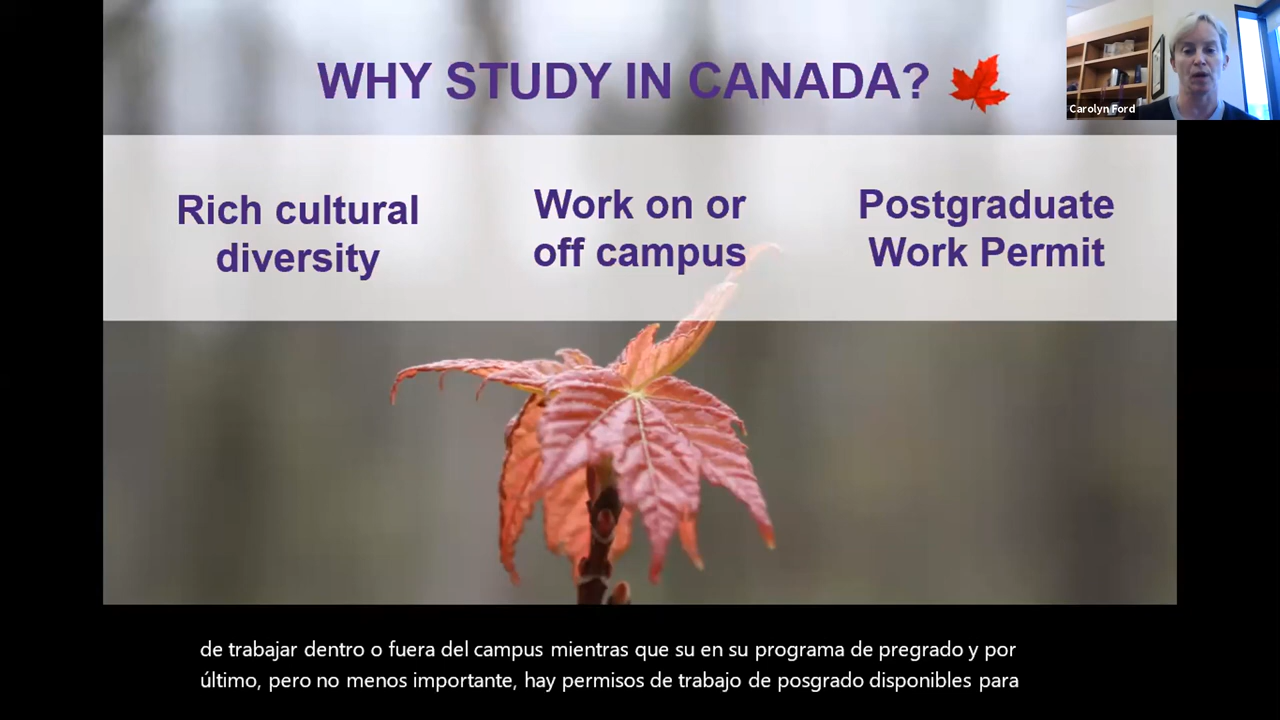 WHY STUDY IN CANADA?
Carolyn Ford
Rich cultural
diversity
Work on or
off campus
Postgraduate
Work Permit
de trabajar dentro o fuera del campus mientras que su en su programa de pregrado y por
último, pero no menos importante, hay permisos de trabajo de posgrado disponibles para